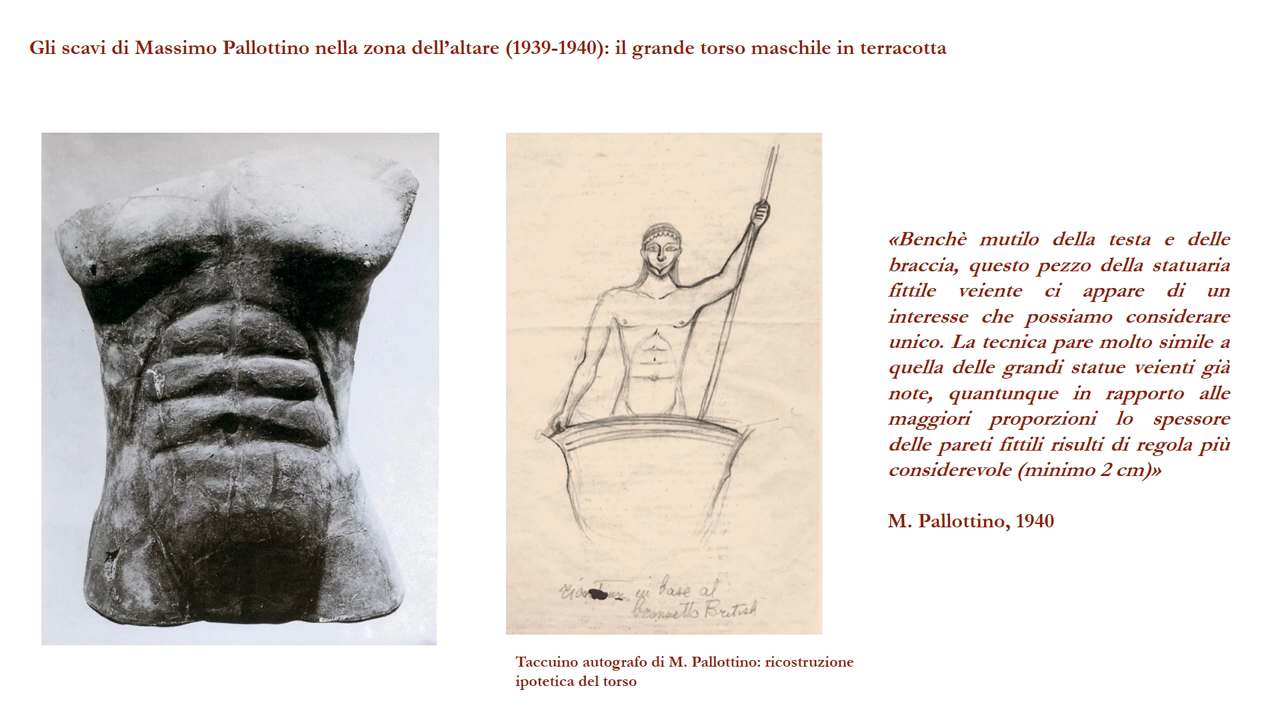 Gli scavi di Massimo Pallottino nella zona dell’altare (1939-1940): il grande torso maschile in terracotta
«Benchè mutilo della testa e delle
braccia, questo pezzo della statuaria
fittile veiente ci appare di un
interesse che possiamo considerare
unico. La tecnica pare molto simile a
quella delle grandi statue veienti già
note, quantunque in rapporto alle
maggiori proporzioni lo spessore
delle pareti fittili risulti di regola più
considerevole (minimo 2 cm)»
M. Pallottino, 1940
in base al
bronzetto British
Taccuino autografo di M. Pallottino: ricostruzione
ipotetica del torso